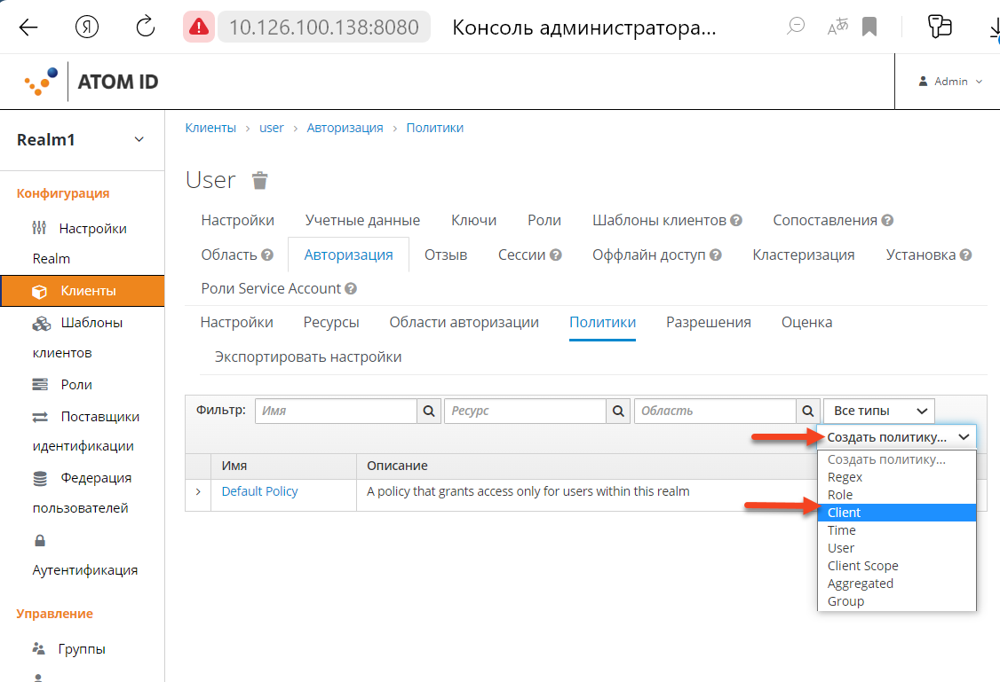 Я 10.126.100.138:8080 Консоль администратора...
ATOM ID
Admin
Realm1
Клиенты > user > Авторизация > Политики
User
Конфигурация
Настройки
Realm
Клиенты
Шаблоны
клиентов
Роли
Поставщики
идентификации
Федерация
пользователей
Аутентификация
Управление
Группы
Настройки Учетные данные Ключи Роли Шаблоны клиентов Сопоставления
Область Авторизация Отзыв Сессии Оффлайн доступ Кластеризация Установка
Роли Service Account
Настройки Ресурсы Области авторизации Политики Разрешения Оценка
Экспортировать настройки
Фильтр: Имя Ресурс Область Все типы
Создать политику...
Имя Описание
Default Policy A policy that grants access only for users within this realm
Создать политику...
Regex
Role
Client
Time
User
Client Scope
Aggregated
Group